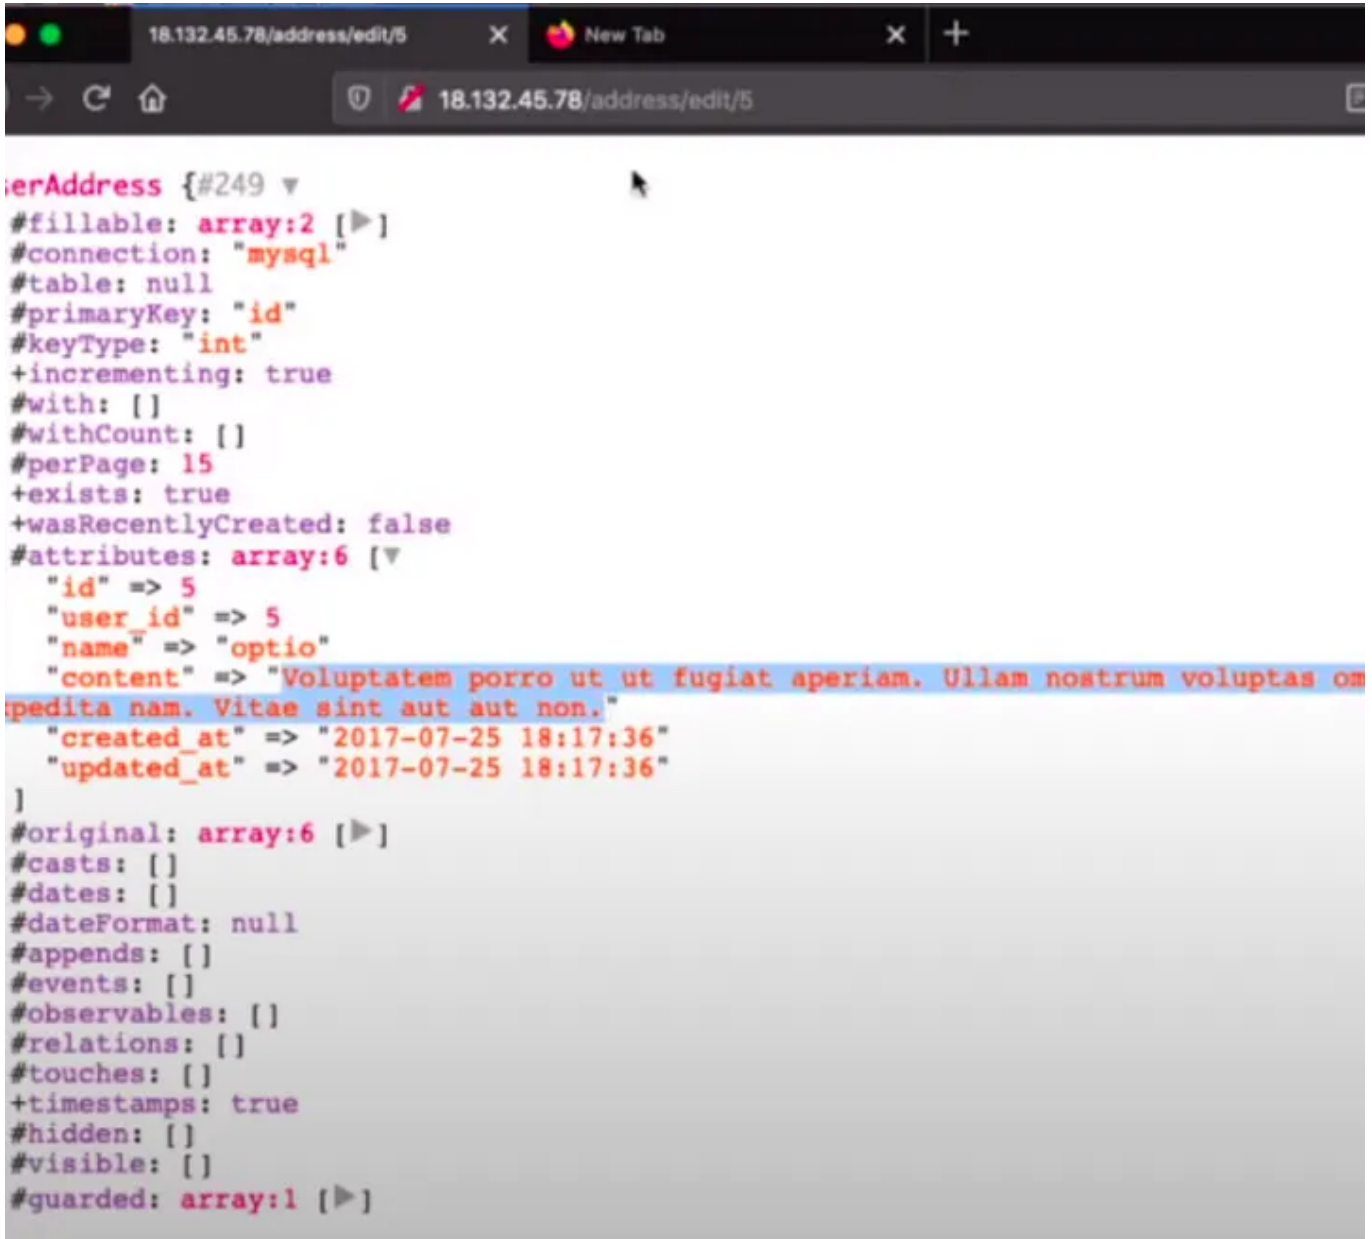 18.132.45.78/address/edit/5
New Tab
18.132.45.78/address/edit/5
serAddress {#249 ▼
#fillable: array:2 [▶]
#connection: "mysql"
#table: null
#primaryKey: "id"
#keyType: "int"
+incrementing: true
#with: []
#withCount: []
#perPage: 15
+exists: true
+wasRecentlyCreated: false
#attributes: array:6 [▼
"id" => 5
"user_id" => 5
"name" => "optio"
"content" => "Voluptatem porro ut ut fugiat aperiam. Ullam nostrum voluptas om
xpedita nam. Vitae sint aut aut non."
"created_at" => "2017-07-25 18:17:36"
"updated_at" => "2017-07-25 18:17:36"
]
#original: array:6 [▶]
#casts: []
#dates: []
#dateFormat: null
#appends: []
#events: []
#observables: []
#relations: []
#touches: []
+timestamps: true
#hidden: []
#visible: []
#guarded: array:1 [▶]